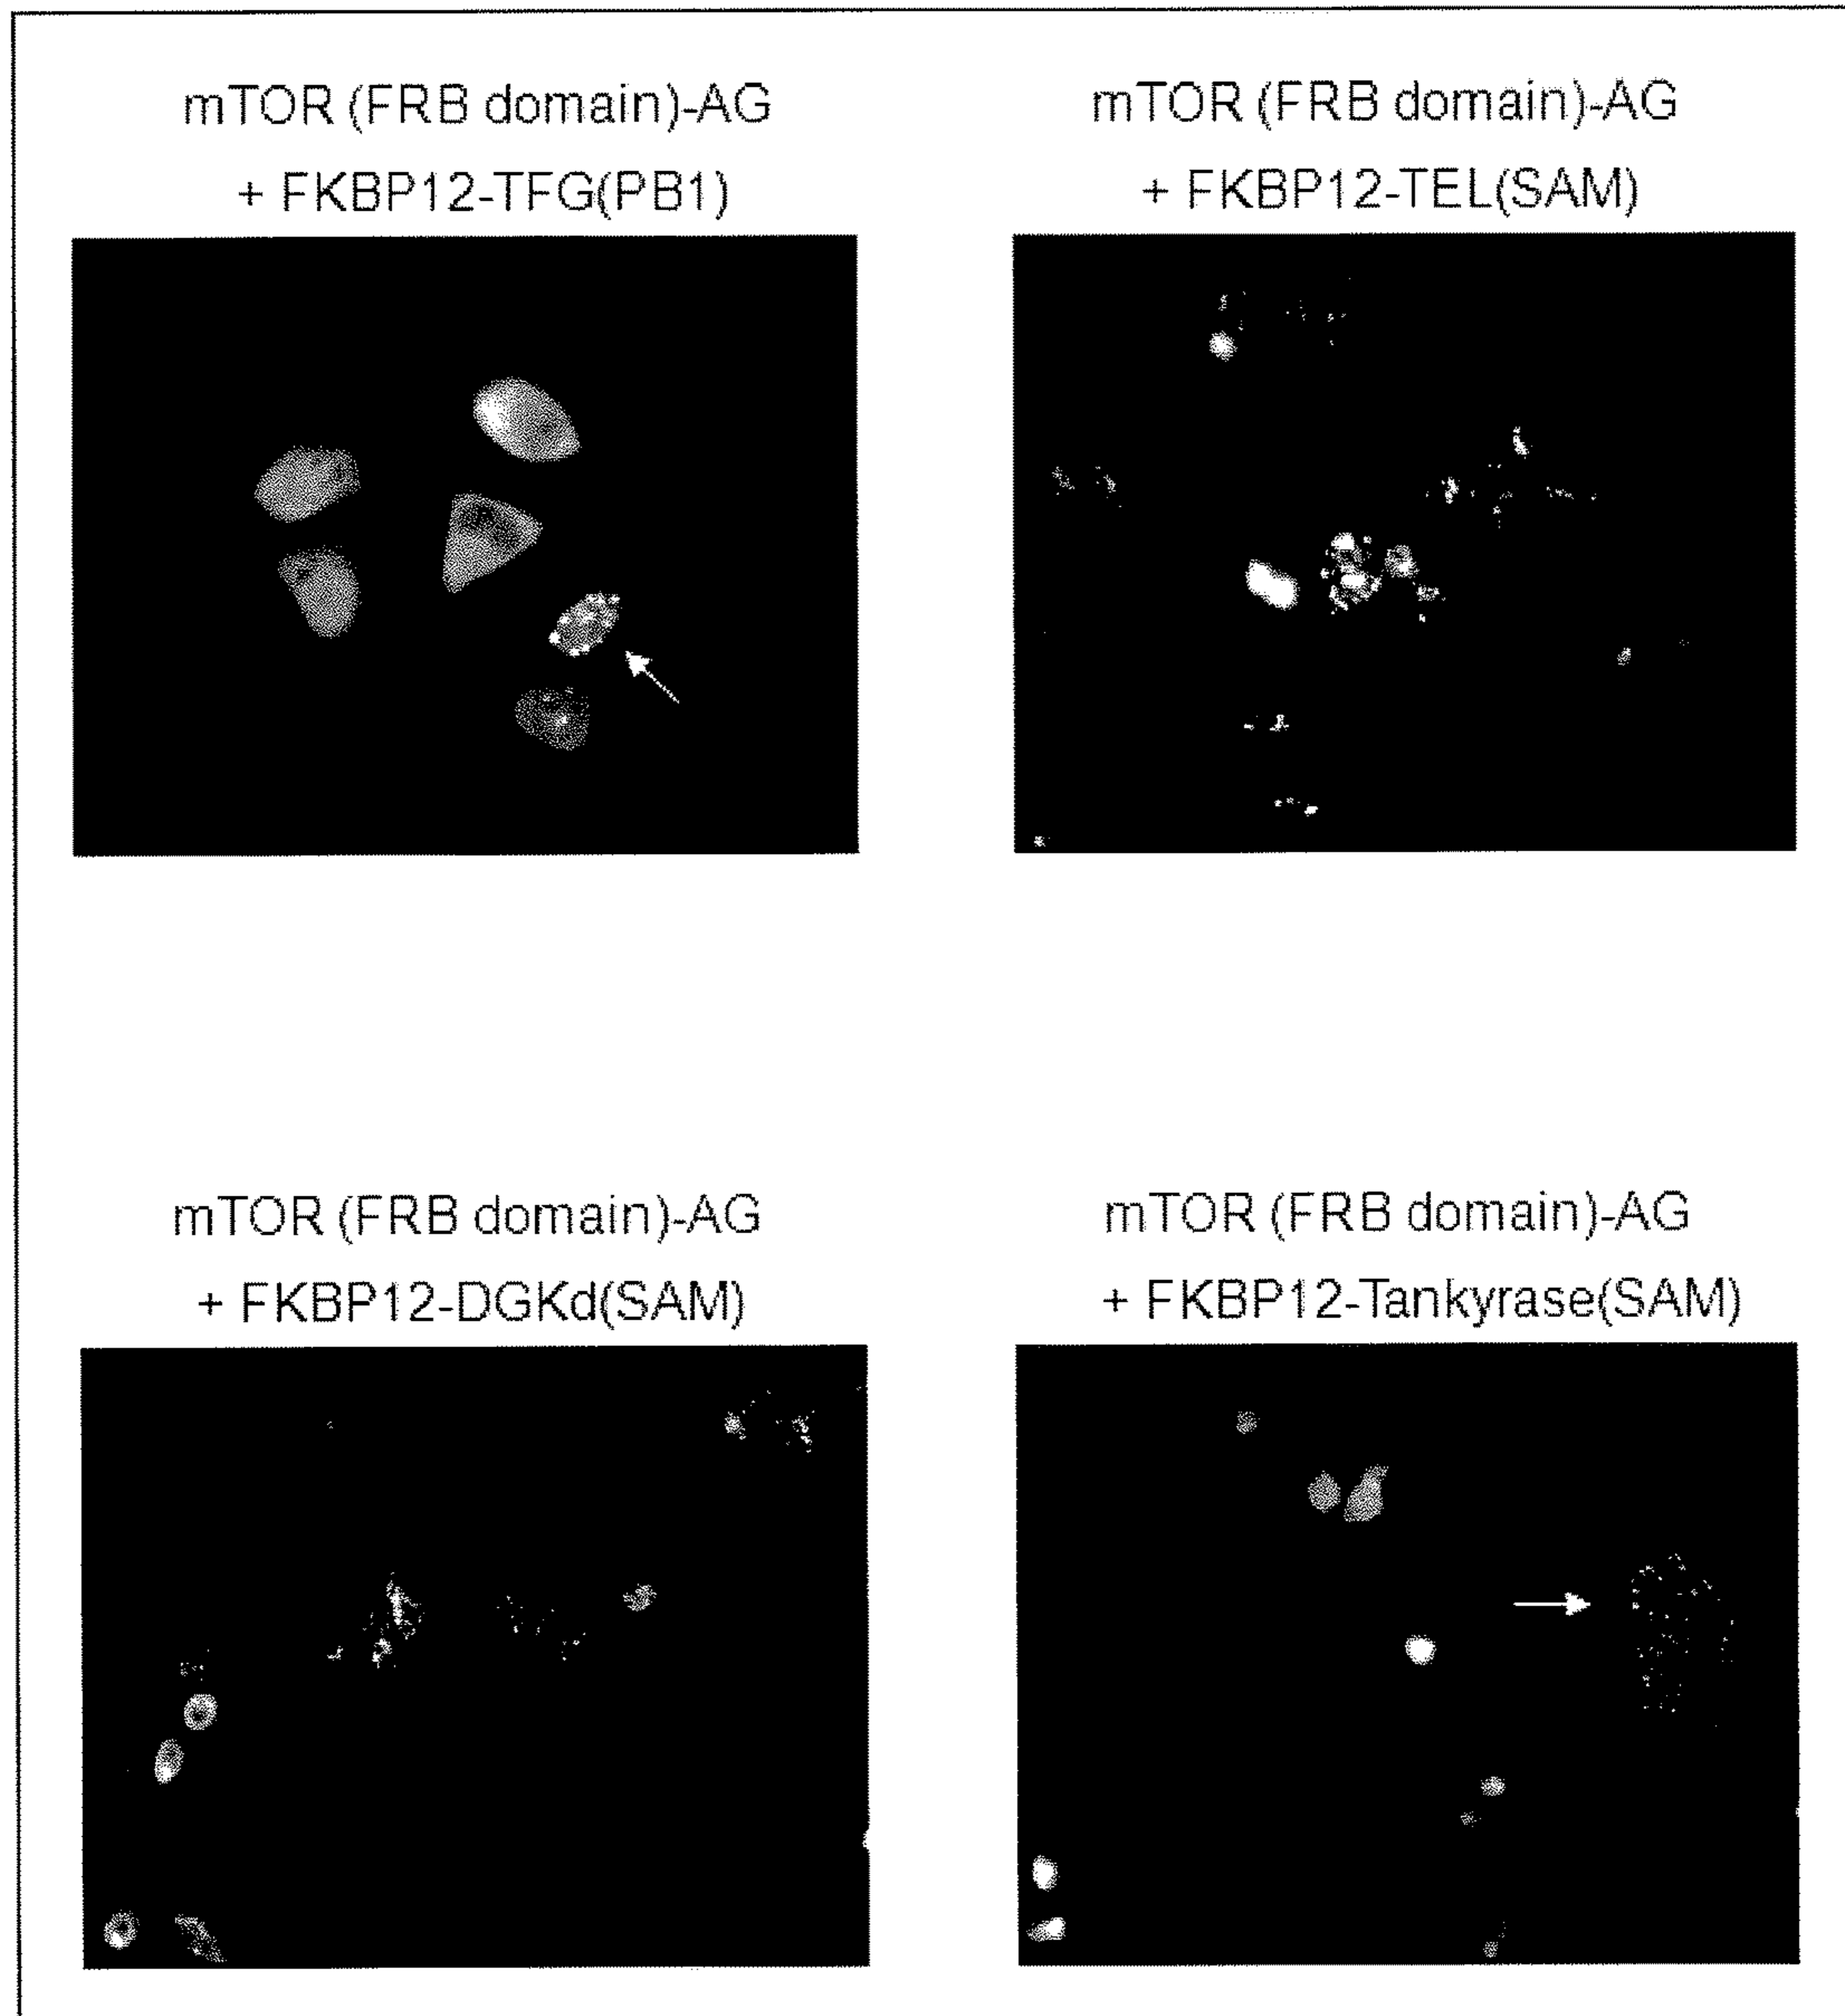 mTOR (FRB domain)-AG
+ FKBP12-TFG(PB1)
mTOR (FRB domain)-AG
+ FKBP12-TEL(SAM)
mTOR (FRB domain)-AG
+ FKBP12-DGKd(SAM)
mTOR (FRB domain)-AG
+ FKBP12-Tankyrase(SAM)